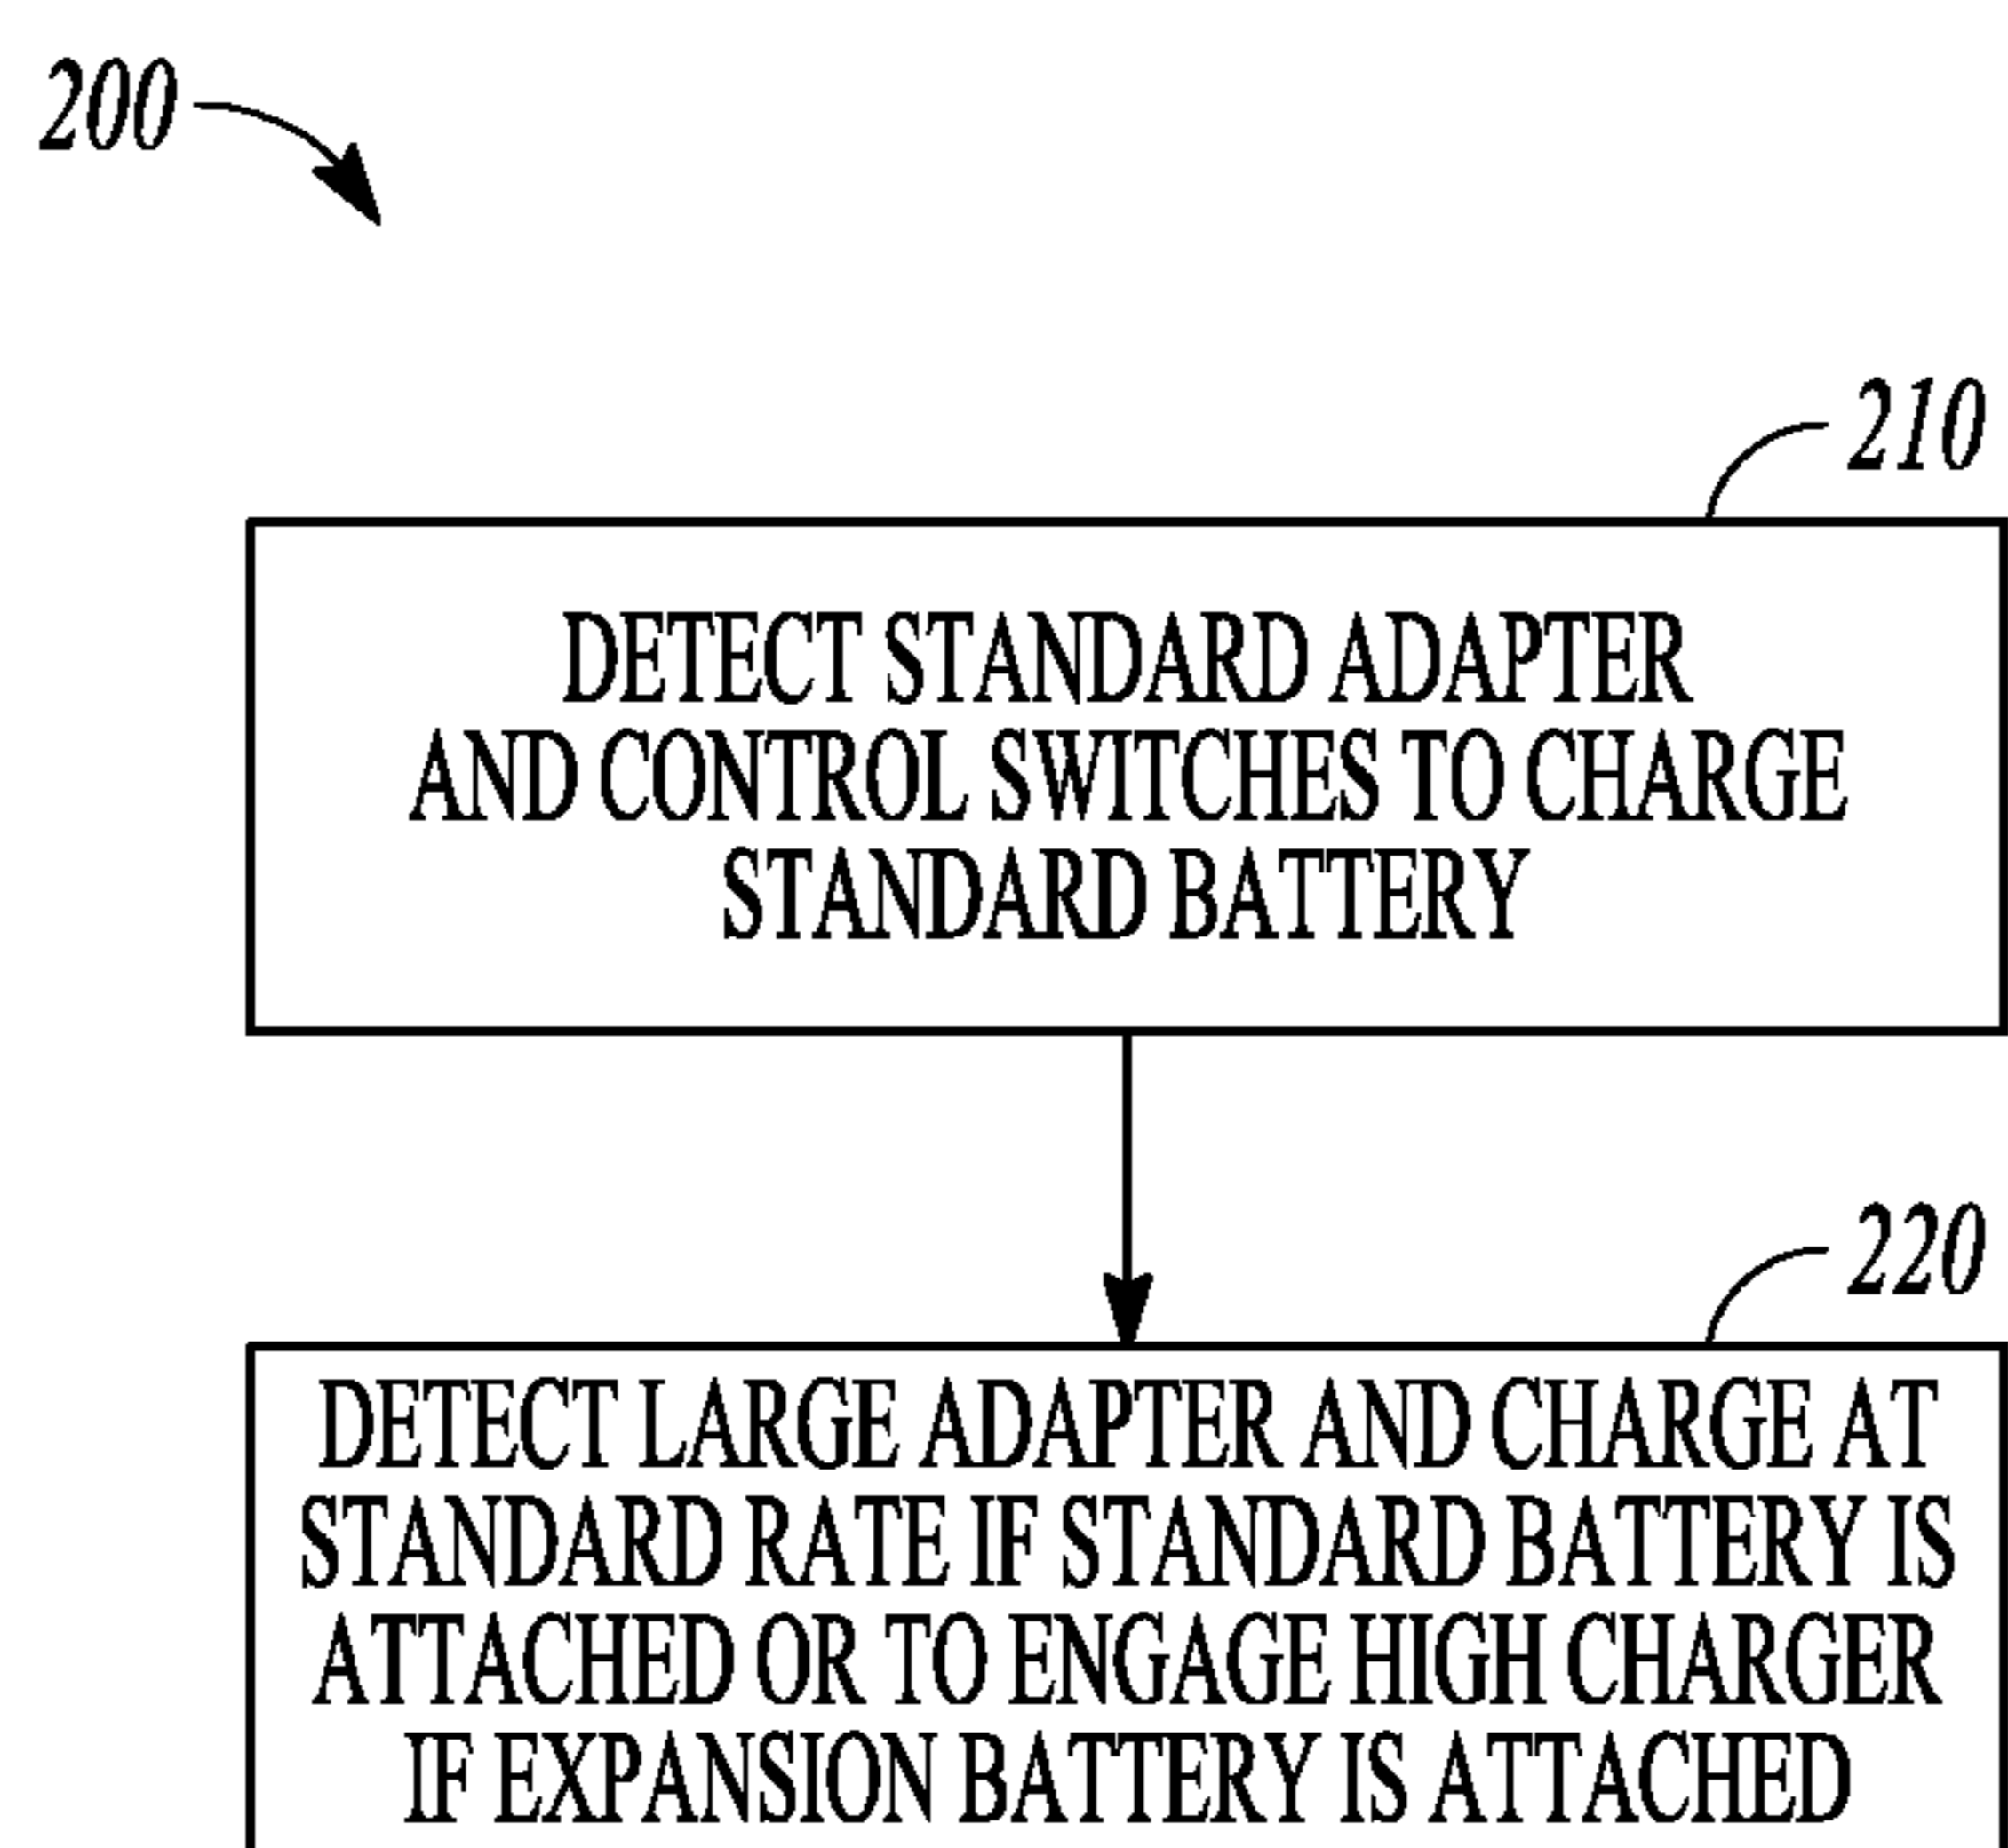 200
210
DETECT STANDARD ADAPTER
AND CONTROL SWITCHES TO CHARGE
STANDARD BATTERY
220
DETECT LARGE ADAPTER AND CHARGE AT
STANDARD RATE IF STANDARD BATTERY IS
ATTACHED OR TO ENGAGE HIGH CHARGER
IF EXPANSION BATTERY IS ATTACHED